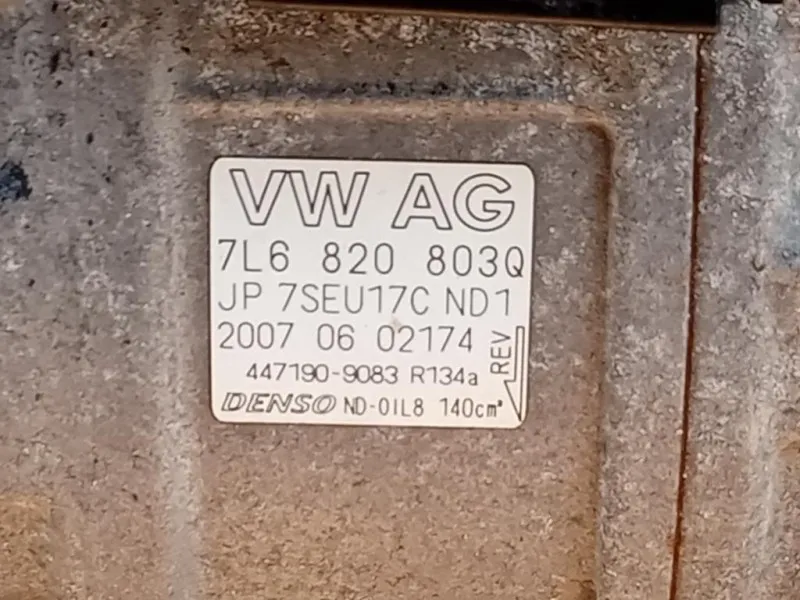 VW AG
7L6 820 803Q
JP 7SEU17C ND1
2007 06 02174
REV
447190-9083 R134a
DENSO ND-OIL8 140cm³